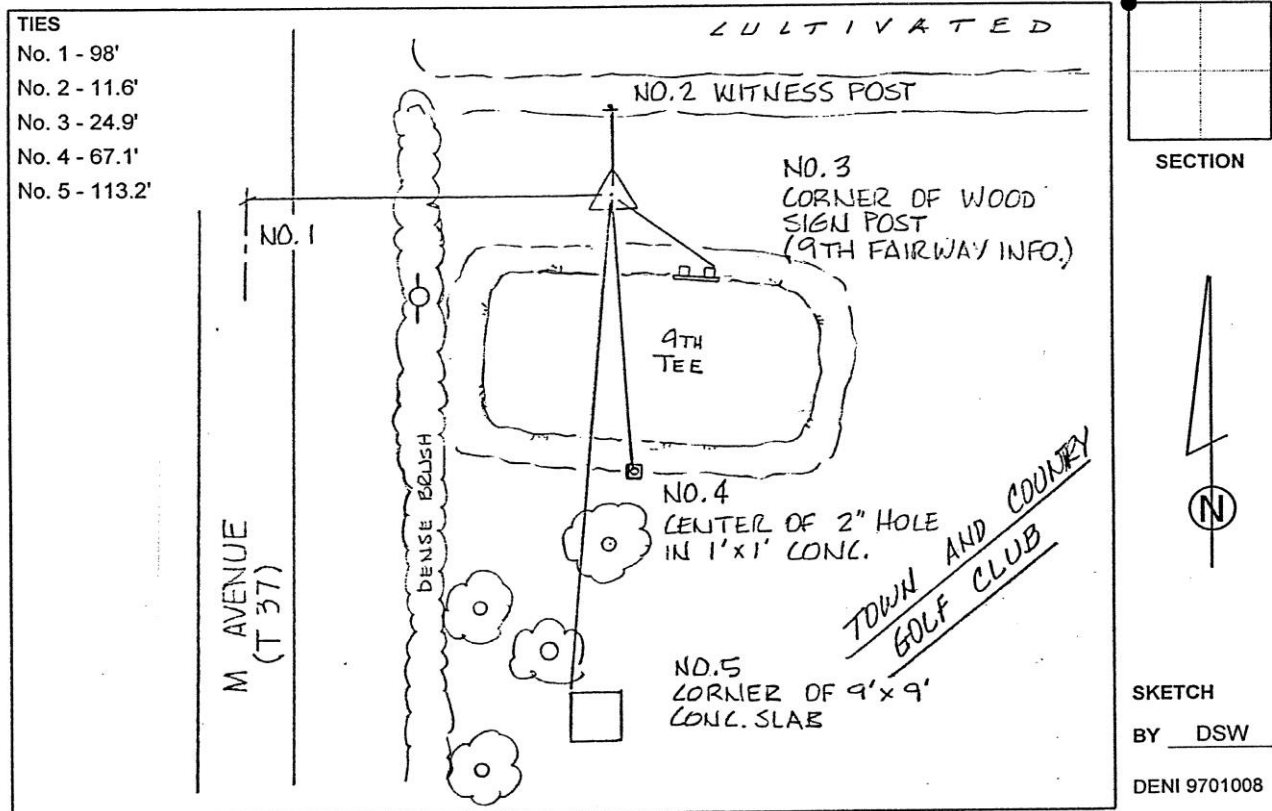 TIES
No. 1 - 98'
No. 2 - 11.6'
No. 3 - 24.9'
No. 4 - 67.1'
No. 5 - 113.2'
CULTIVATED
NO.2 WITNESS POST
NO. 3
CORNER OF WOOD
SIGN POST
(9TH FAIRWAY INFO.)
NO. 1
9TH
TEE
DENSE BRUSH
M AVENUE
(T 37)
NO.4
CENTER OF 2" HOLE
IN 1'x1' CONC.
TOWN AND COUNTRY
GOLF CLUB
NO.5
CORNER OF 9'x9'
CONC. SLAB
SECTION
N
SKETCH
BY DSW
DENI 9701008